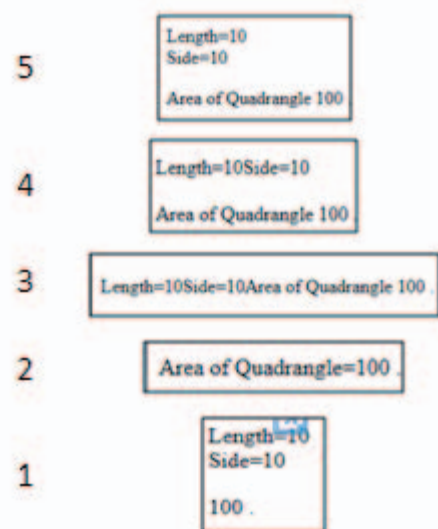 5
Length=10
Side=10
Area of Quadrangle 100 .
4
Length=10Side=10
Area of Quadrangle 100 .
3
Length=10Side=10Area of Quadrangle 100 .
2
Area of Quadrangle=100 .
1
Length=10
Side=10
100 .